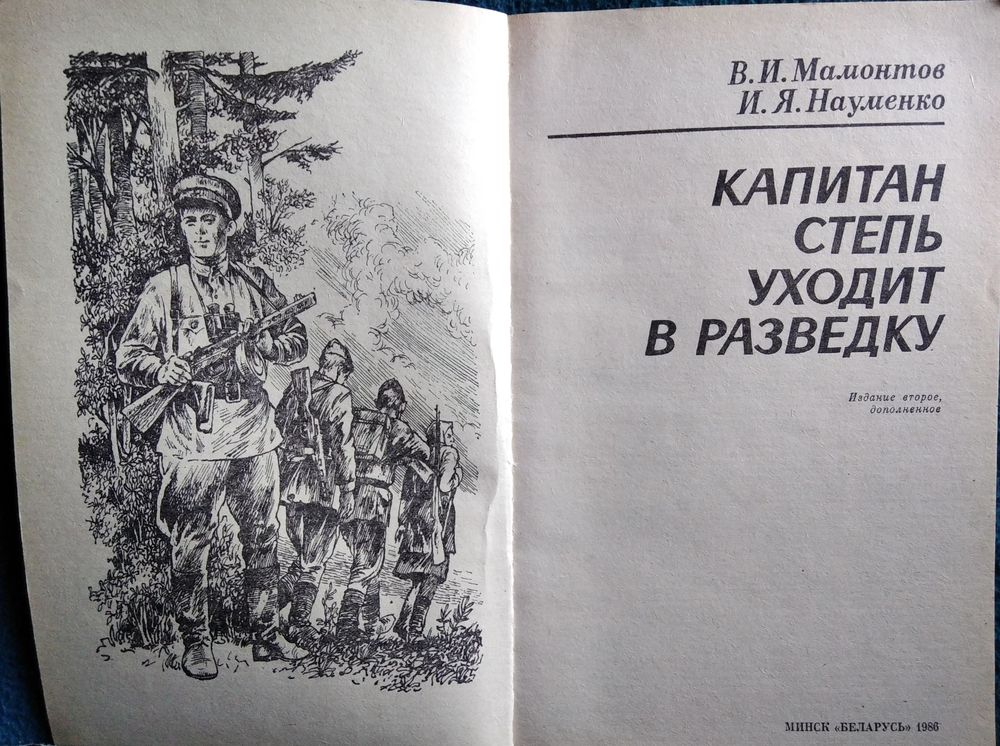 В. И. Мамонтов
И. Я. Науменко
КАПИТАН
СТЕПЬ
УХОДИТ
В РАЗВЕДКУ
Издание второе,
дополненное
МИНСК «БЕЛАРУСЬ» 1986